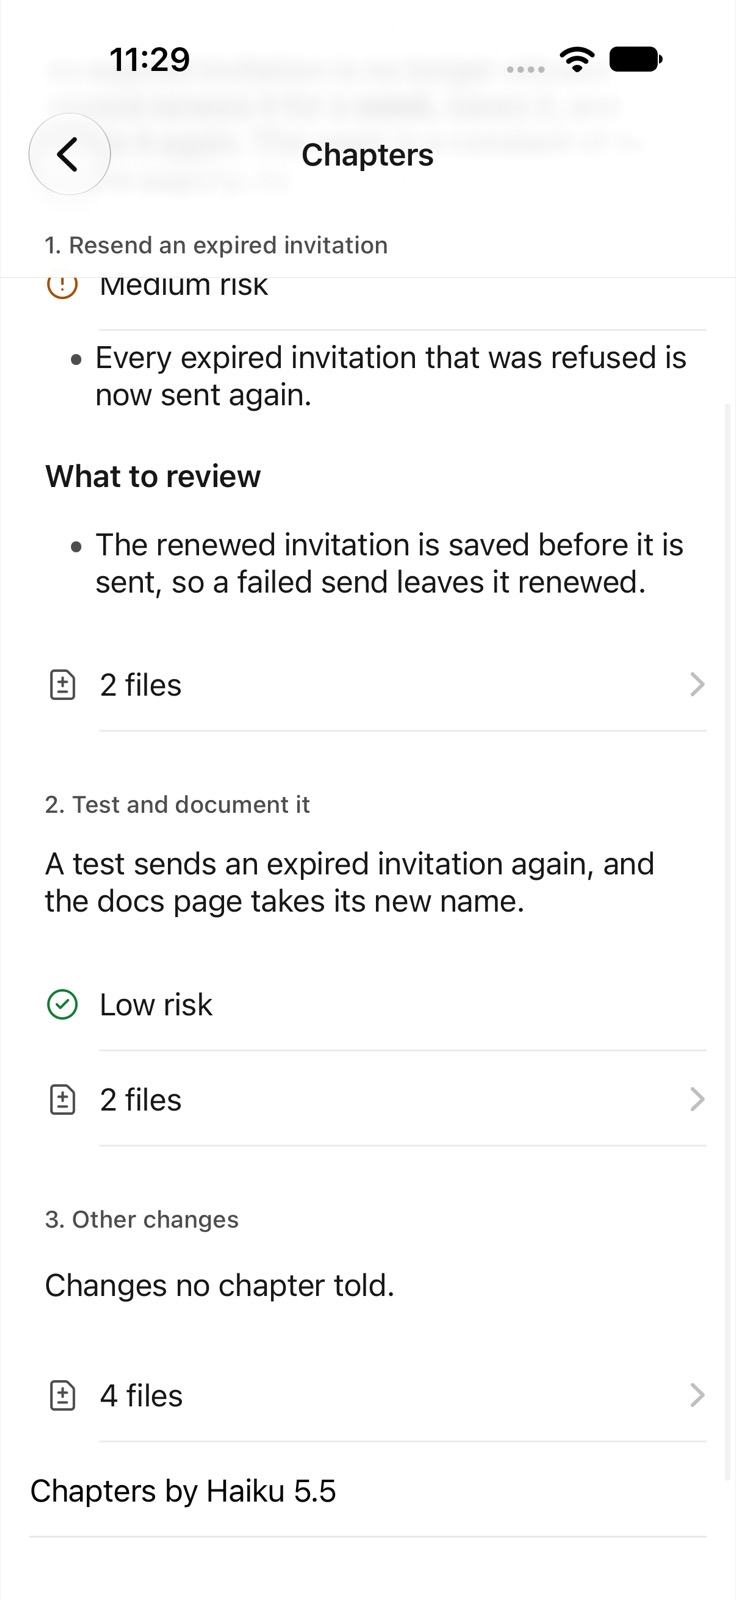 11:29
Chapters
1. Resend an expired invitation
Medium risk
• Every expired invitation that was refused is
now sent again.
What to review
• The renewed invitation is saved before it is
sent, so a failed send leaves it renewed.
2 files
2. Test and document it
A test sends an expired invitation again, and
the docs page takes its new name.
Low risk
2 files
3. Other changes
Changes no chapter told.
4 files
Chapters by Haiku 5.5